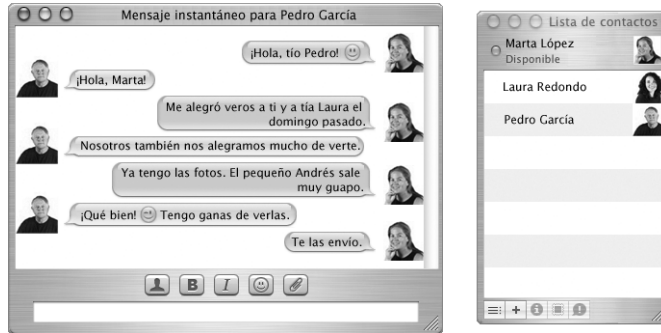 Mensaje instantáneo para Pedro García
¡Hola, tío Pedro!
¡Hola, Marta!
Me alegró veros a ti y a tía Laura el
domingo pasado.
Nosotros también nos alegramos mucho de verte.
Ya tengo las fotos. El pequeño Andrés sale
muy guapo.
¡Qué bien! Tengo ganas de verlas.
Te las envío.
B I
Lista de contactos
Marta López
Disponible
Laura Redondo
Pedro García